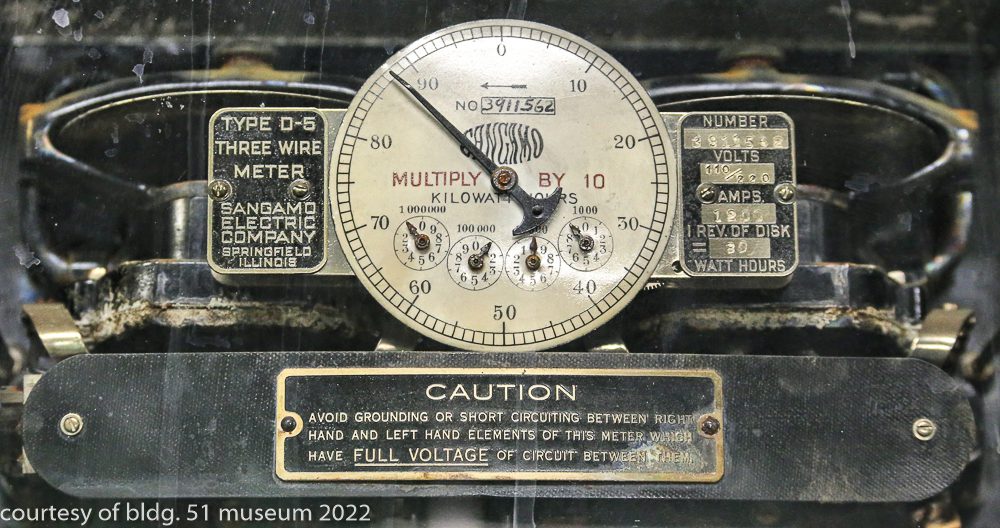 TYPE D-5
THREE WIRE
METER
SANGAMO
ELECTRIC
COMPANY
SPRINGFIELD
ILLINOIS
0
10
20
30
40
50
60
70
80
90
NO 3911562
SANGAMO
MULTIPLY BY 10
KILOWATT HOURS
1000000
100000
1000
NUMBER
VOLTS
110/220
AMPS.
1200
1 REV. OF DISK
= 30
WATT HOURS
CAUTION
AVOID GROUNDING OR SHORT CIRCUITING BETWEEN RIGHT
HAND AND LEFT HAND ELEMENTS OF THIS METER WHICH
HAVE FULL VOLTAGE OF CIRCUIT BETWEEN THEM.
courtesy of bldg. 51 museum 2022